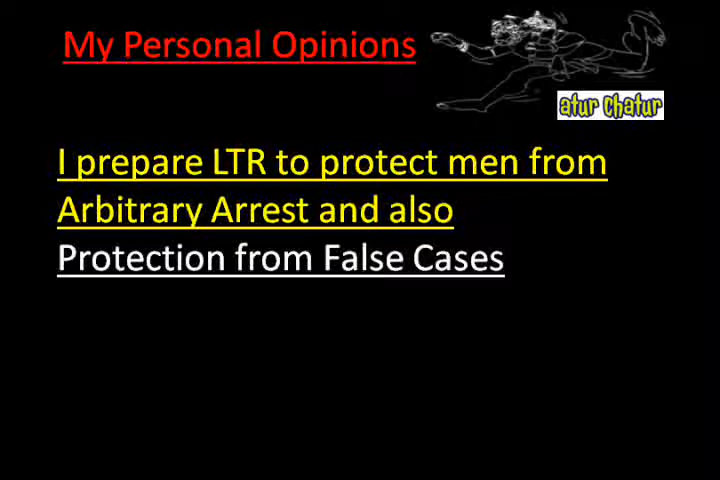 My Personal Opinions
atur chatur
I prepare LTR to protect men from
Arbitrary Arrest and also
Protection from False Cases